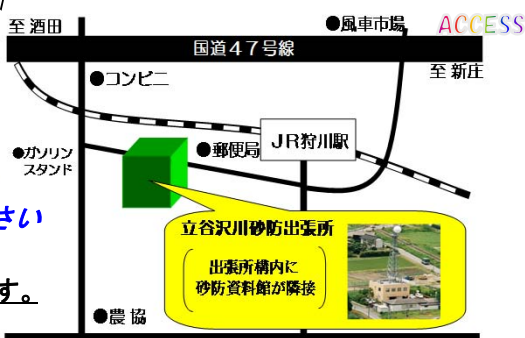 至 酒田
●風車市場
ACCESS
国道47号線
至 新庄
●コンビニ
●ガソリン
スタンド
●郵便局
JR狩川駅
さい
立谷沢川砂防出張所
出張所構内に
砂防資料館が隣接
す。
●農 協